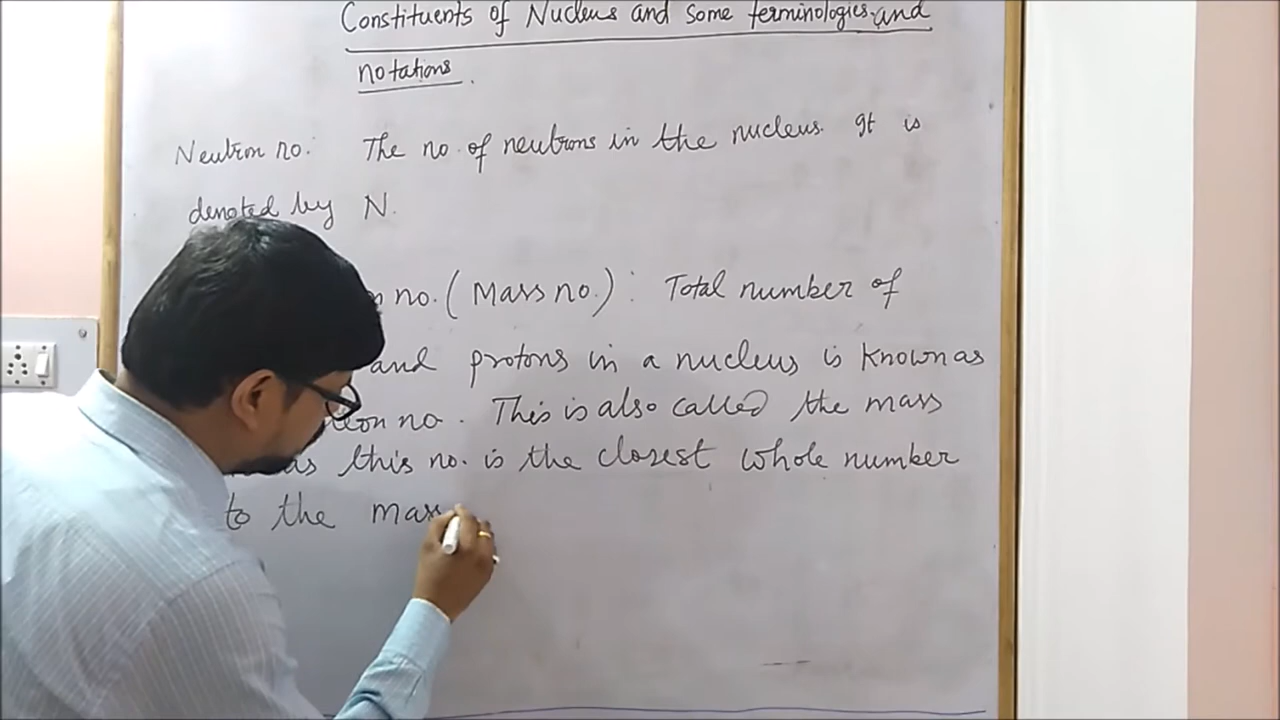 Constituents of Nucleus and some terminologies and
notations.
Neutron no: The no. of neutrons in the nucleus. It is
denoted by N.
no. (Mass no.): Total number of
and protons in a nucleus is known as
no. This is also called the mass
as this no. is the closest whole number
to the mass